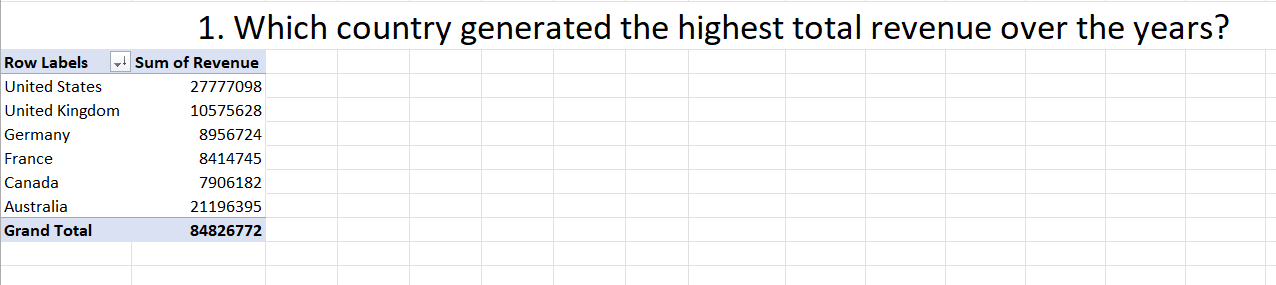 1. Which country generated the highest total revenue over the years?
Row Labels Sum of Revenue
United States 27777098
United Kingdom 10575628
Germany 8956724
France 8414745
Canada 7906182
Australia 21196395
Grand Total 84826772